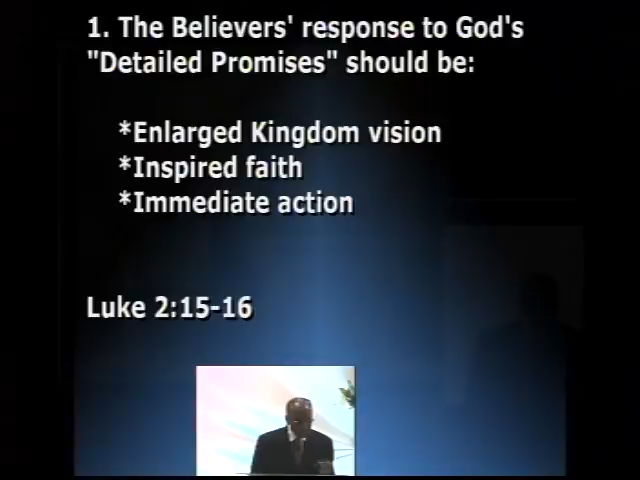 1. The Believers' response to God's
"Detailed Promises" should be:
*Enlarged Kingdom vision
*Inspired faith
*Immediate action
Luke 2:15-16